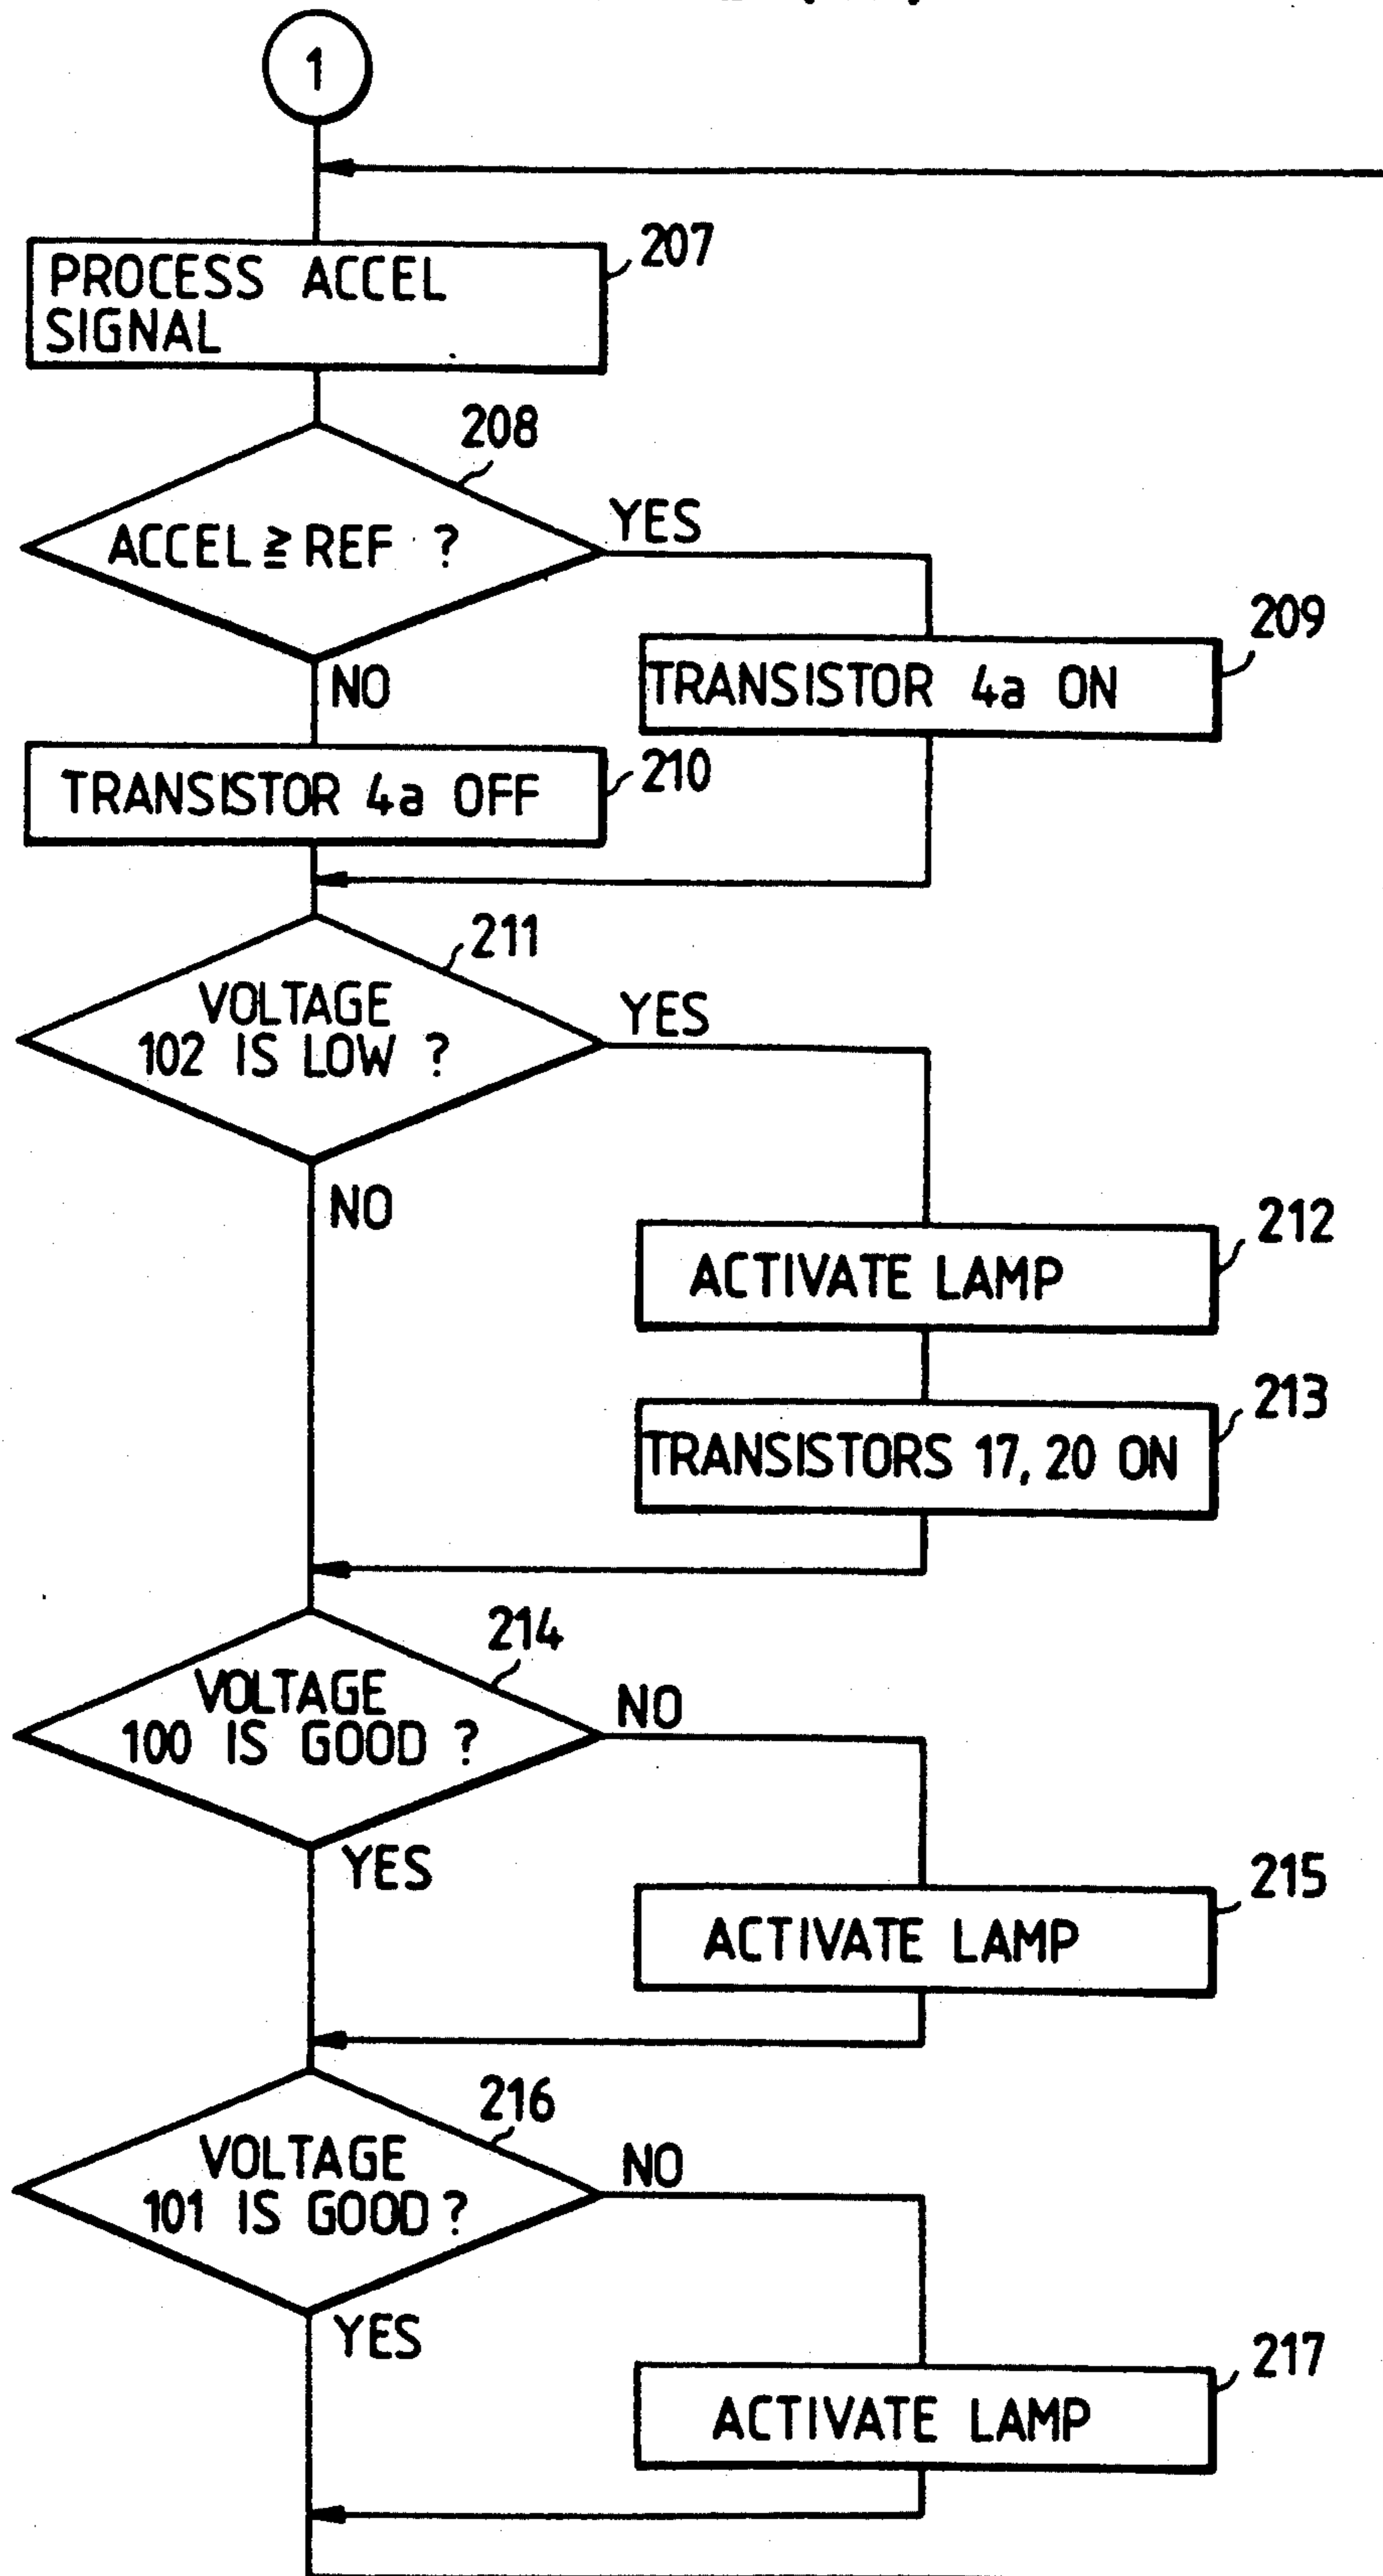 1
PROCESS ACCEL
SIGNAL
207
208
ACCEL ≧ REF ?
YES
NO
TRANSISTOR 4a ON
209
TRANSISTOR 4a OFF
210
211
VOLTAGE
102 IS LOW ?
YES
NO
ACTIVATE LAMP
212
TRANSISTORS 17, 20 ON
213
214
VOLTAGE
100 IS GOOD ?
NO
YES
ACTIVATE LAMP
215
216
VOLTAGE
101 IS GOOD ?
NO
YES
ACTIVATE LAMP
217